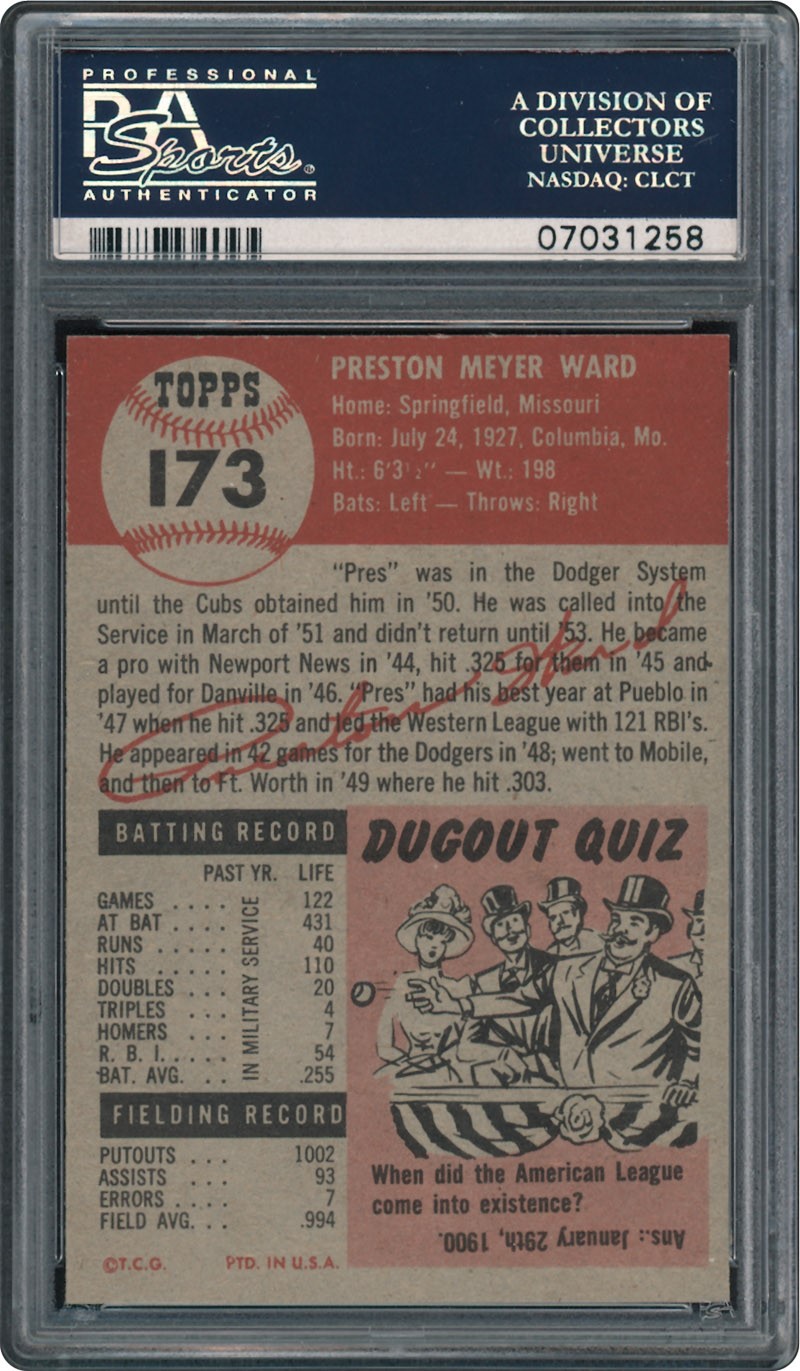 PROFESSIONAL
PSA
Sports
AUTHENTICATOR
A DIVISION OF
COLLECTORS
UNIVERSE
NASDAQ: CLCT
07031258
TOPPS
173
PRESTON MEYER WARD
Home: Springfield, Missouri
Born: July 24, 1927, Columbia, Mo.
Ht.: 6'3½" — Wt.: 198
Bats: Left — Throws: Right
"Pres" was in the Dodger System
until the Cubs obtained him in '50. He was called into the
Service in March of '51 and didn't return until '53. He became
a pro with Newport News in '44, hit .325 for them in '45 and
played for Danville in '46. "Pres" had his best year at Pueblo in
'47 when he hit .325 and led the Western League with 121 RBI's.
He appeared in 42 games for the Dodgers in '48; went to Mobile,
and then to Ft. Worth in '49 where he hit .303.
Preston Ward
BATTING RECORD
PAST YR. LIFE
GAMES .... 122
AT BAT .... 431
RUNS ..... 40
HITS ..... 110
DOUBLES ... 20
TRIPLES ... 4
HOMERS ... 7
R. B. I..... 54
BAT. AVG. .. .255
IN MILITARY SERVICE
FIELDING RECORD
PUTOUTS ... 1002
ASSISTS ... 93
ERRORS .... 7
FIELD AVG. .. .994
©T.C.G. PTD. IN U.S.A.
DUGOUT QUIZ
When did the American League
come into existence?
Ans.: January 29th, 1900.